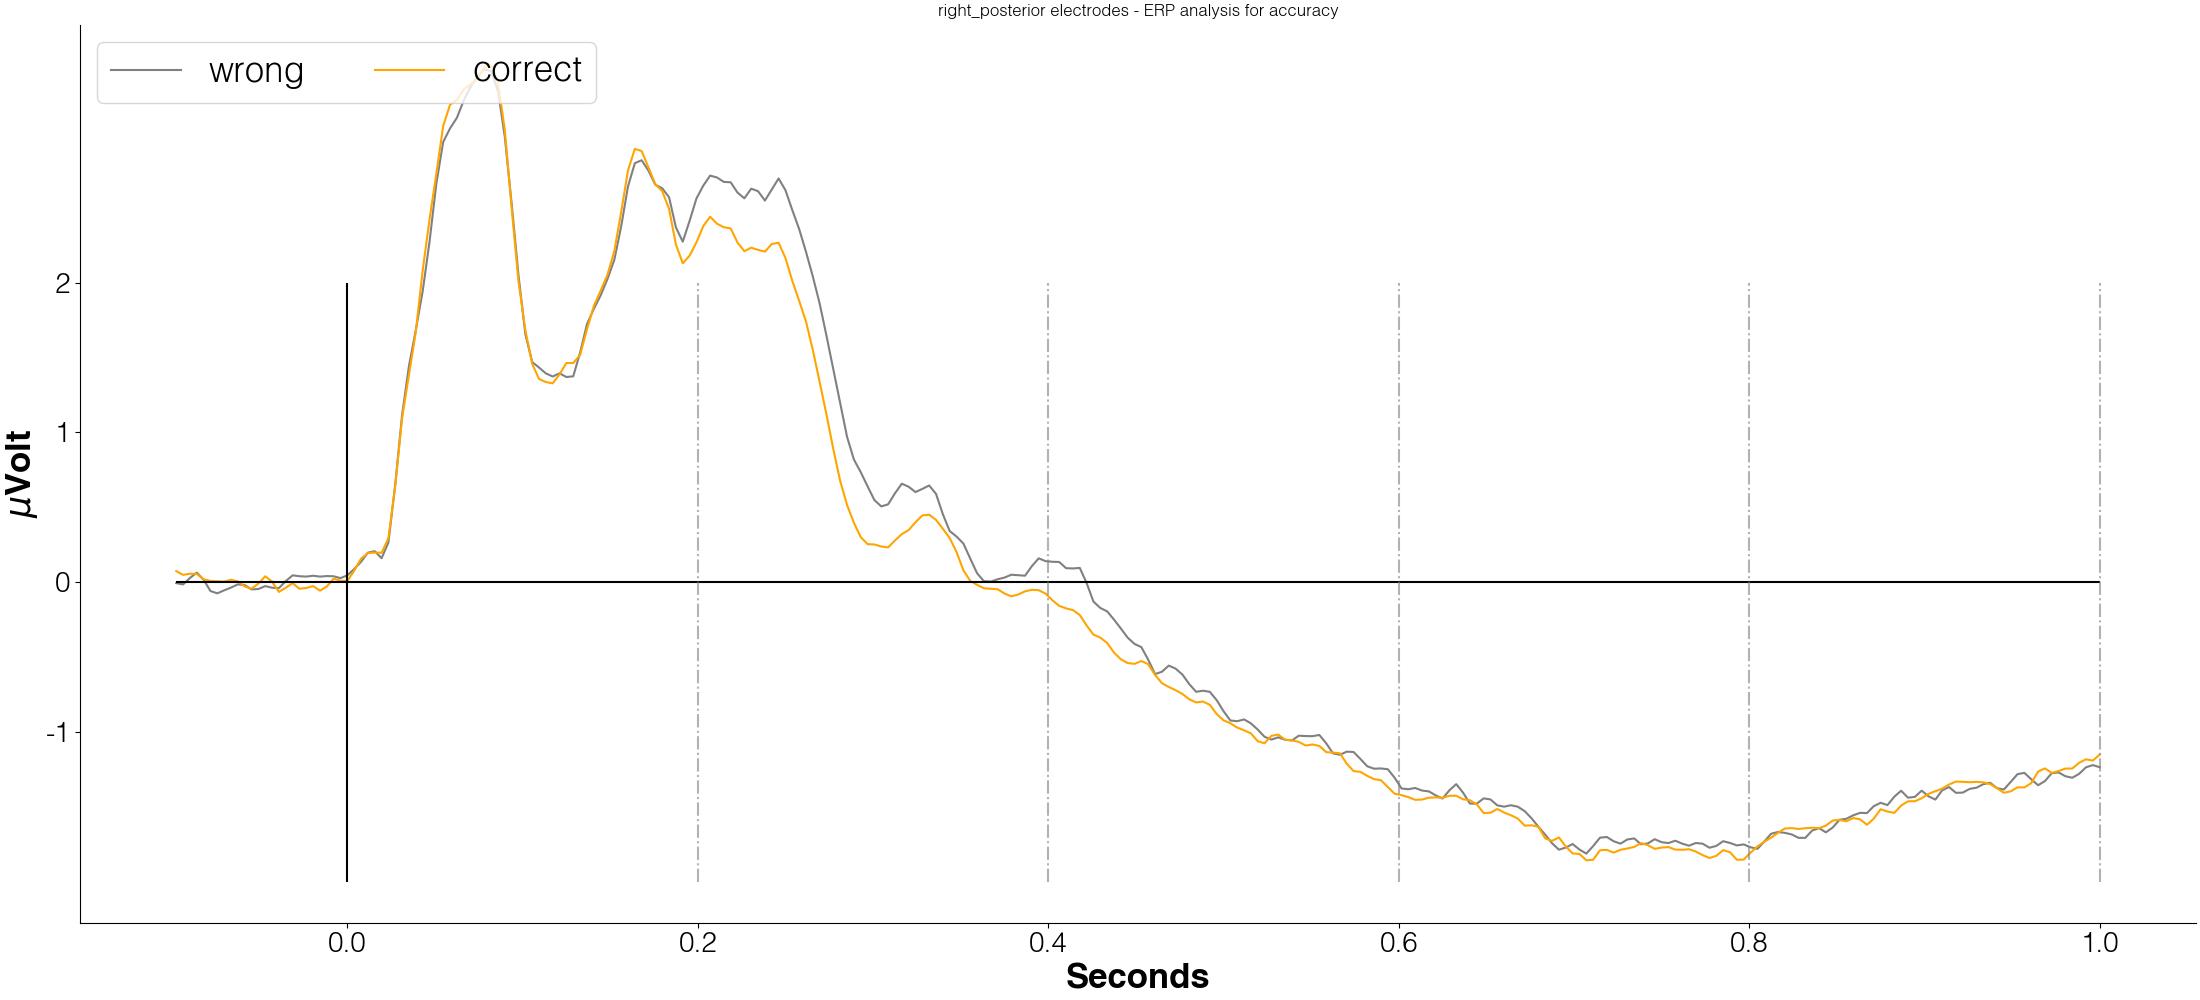 right_posterior electrodes - ERP analysis for accuracy
wrong correct
2
1
0
-1
μVolt
0.0 0.2 0.4 0.6 0.8 1.0
Seconds